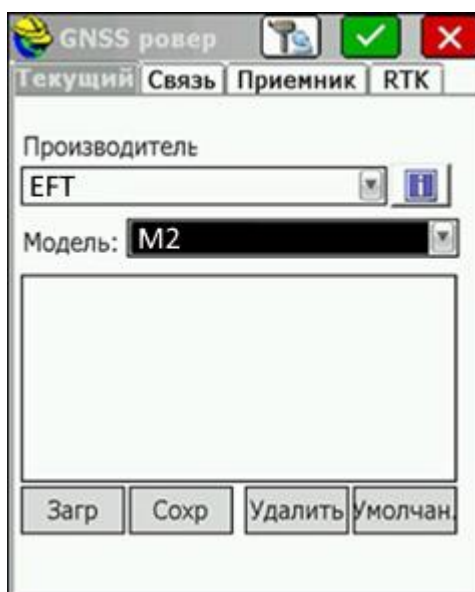 GNSS ровер
Текущий Связь Приемник RTK
Производитель
EFT
Модель: M2
Загр Сохр Удалить Умолчан.